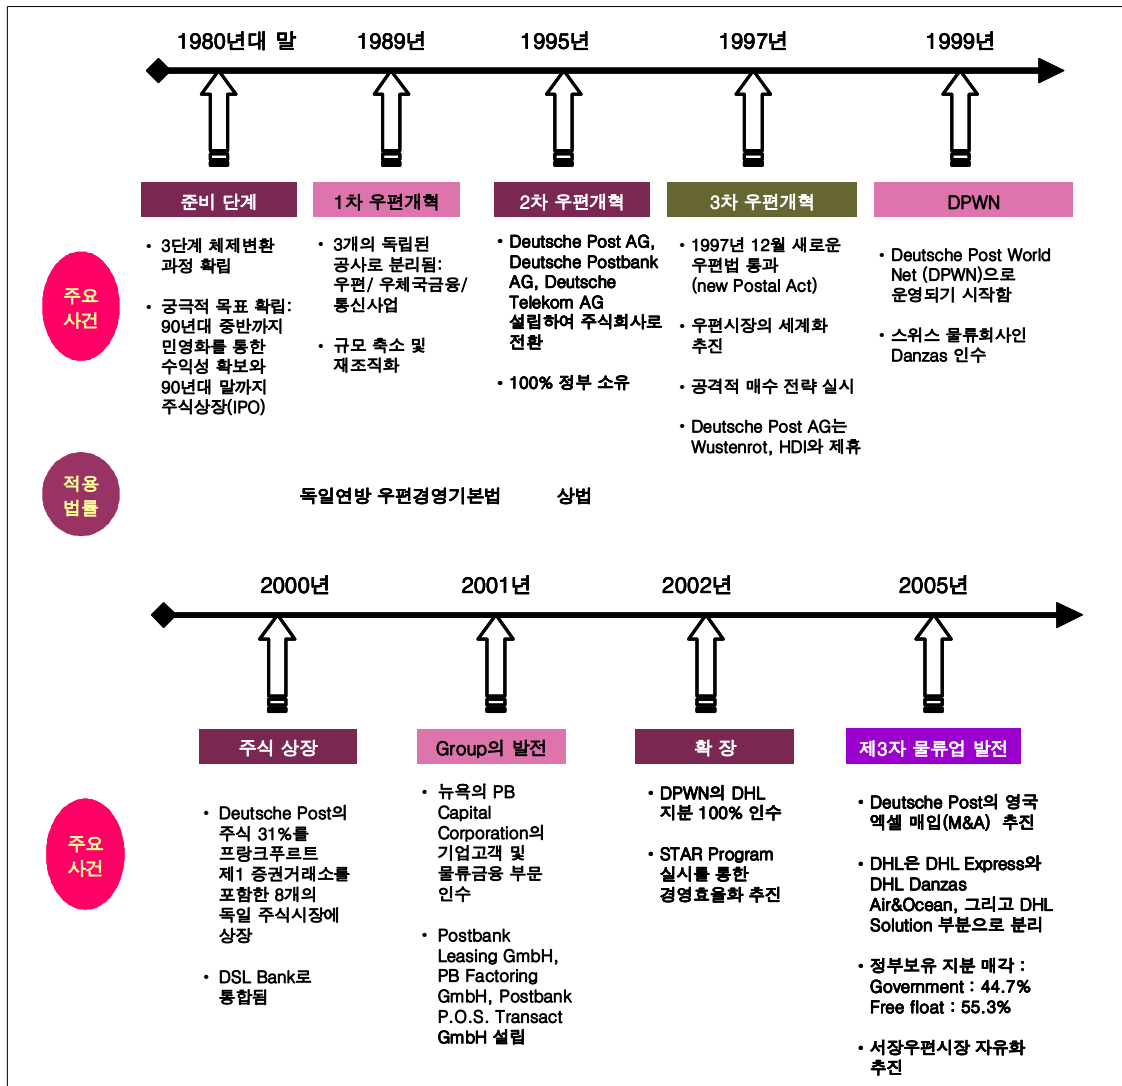 1980년대 말
1989년
1995년
1997년
1999년
준비 단계
1차 우편개혁
2차 우편개혁
3차 우편개혁
DPWN
주요
사건
• 3단계 체제변환
과정 확립
• 궁극적 목표 확립:
90년대 중반까지
민영화를 통한
수익성 확보와
90년대 말까지
주식상장(IPO)
• 3개의 독립된
공사로 분리됨:
우편/ 우체국금융/
통신사업
• 규모 축소 및
재조직화
• Deutsche Post AG,
Deutsche Postbank
AG, Deutsche
Telekom AG
설립하여 주식회사로
전환
• 100% 정부 소유
• 1997년 12월 새로운
우편법 통과
(new Postal Act)
• 우편시장의 세계화
추진
• 공격적 매수 전략 실시
• Deutsche Post AG는
Wustenrot, HDI와 제휴
• Deutsche Post World
Net (DPWN)으로
운영되기 시작함
• 스위스 물류회사인
Danzas 인수
적용
법률
독일연방 우편경영기본법
상법
2000년
2001년
2002년
2005년
주식 상장
Group의 발전
확 장
제3자 물류업 발전
주요
사건
• Deutsche Post의
주식 31%를
프랑크푸르트
제1 증권거래소를
포함한 8개의
독일 주식시장에
상장
• DSL Bank로
통합됨
• 뉴욕의 PB
Capital
Corporation의
기업고객 및
물류금융 부문
인수
• Postbank
Leasing GmbH,
PB Factoring
GmbH, Postbank
P.O.S. Transact
GmbH 설립
• DPWN의 DHL
지분 100% 인수
• STAR Program
실시를 통한
경영효율화 추진
• Deutsche Post의 영국
엑셀 매입(M&A) 추진
• DHL은 DHL Express와
DHL Danzas
Air&Ocean, 그리고 DHL
Solution 부분으로 분리
• 정부보유 지분 매각 :
Government : 44.7%
Free float : 55.3%
• 서장우편시장 자유화
추진